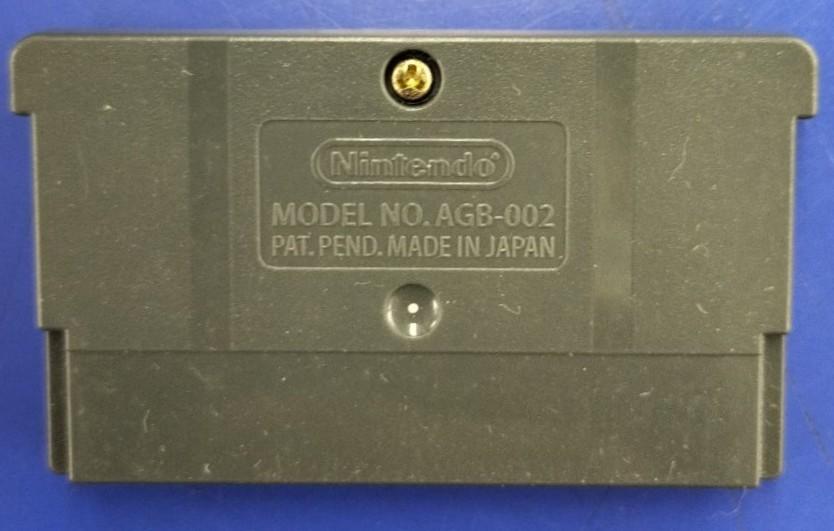 Nintendo®
MODEL NO. AGB-002
PAT. PEND. MADE IN JAPAN